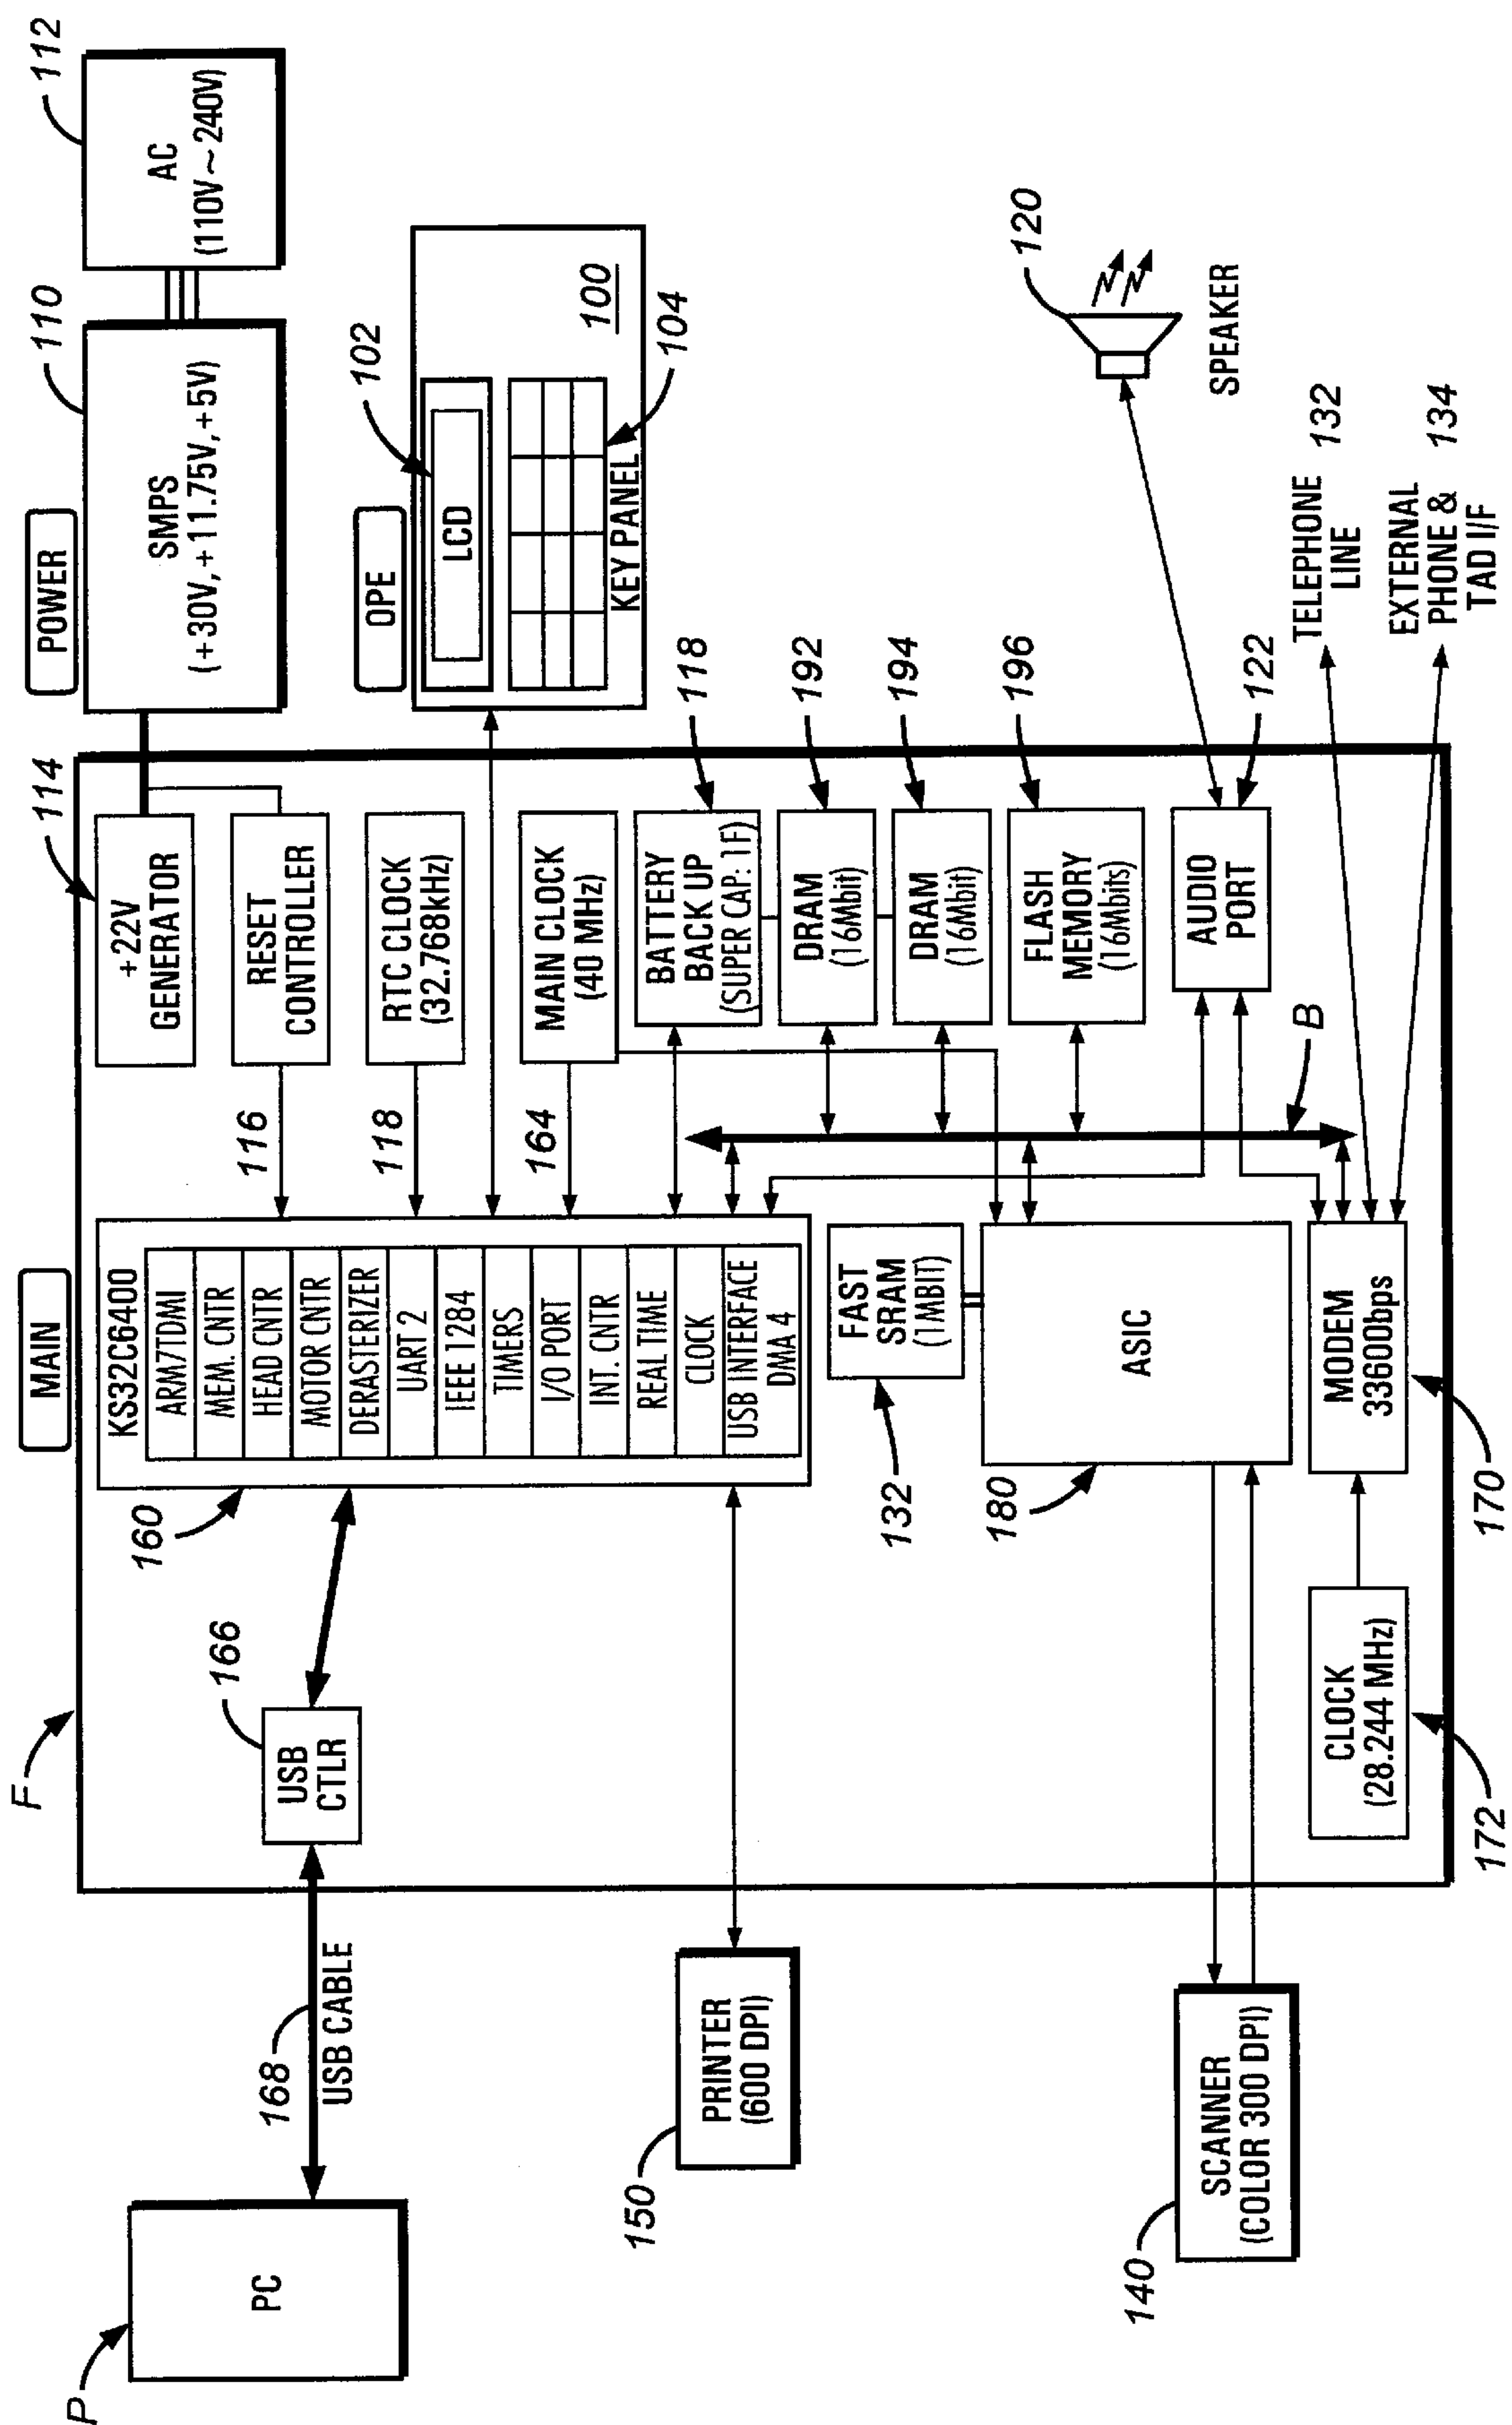 F
MAIN
POWER
110
112
SMPS
(+30V,+11.75V,+5V)
AC
(110V~240V)
P
PC
168
USB CABLE
166
USB
CTLR
160
KS32C6400
ARM7TDMI
MEM. CNTR
HEAD CNTR
MOTOR CNTR
DERASTERIZER
UART 2
IEEE 1284
TIMERS
I/O PORT
INT. CNTR
REAL TIME
CLOCK
USB INTERFACE
DMA 4
114
+22V
GENERATOR
116
RESET
CONTROLLER
118
RTC CLOCK
(32.768kHz)
164
MAIN CLOCK
(40 MHz)
OPE
102
LCD
100
104
KEY PANEL
BATTERY
BACK UP
(SUPER CAP: 1F)
118
DRAM
(16Mbit)
192
DRAM
(16Mbit)
194
FLASH
MEMORY
(16Mbits)
196
150
PRINTER
(600 DPI)
132
FAST
SRAM
(1MBIT)
180
ASIC
B
AUDIO
PORT
122
120
SPEAKER
140
SCANNER
(COLOR 300 DPI)
CLOCK
(28.244 MHz)
172
MODEM
33600bps
170
TELEPHONE
LINE
132
EXTERNAL
PHONE &
TAD I/F
134